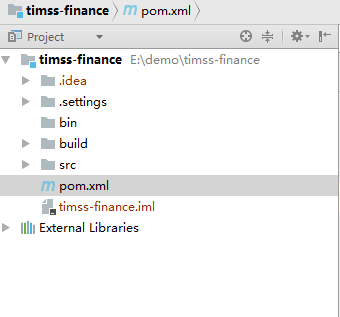 timss-finance pom.xml
Project
timss-finance E:\demo\timss-finance
.idea
.settings
bin
build
src
pom.xml
timss-finance.iml
External Libraries